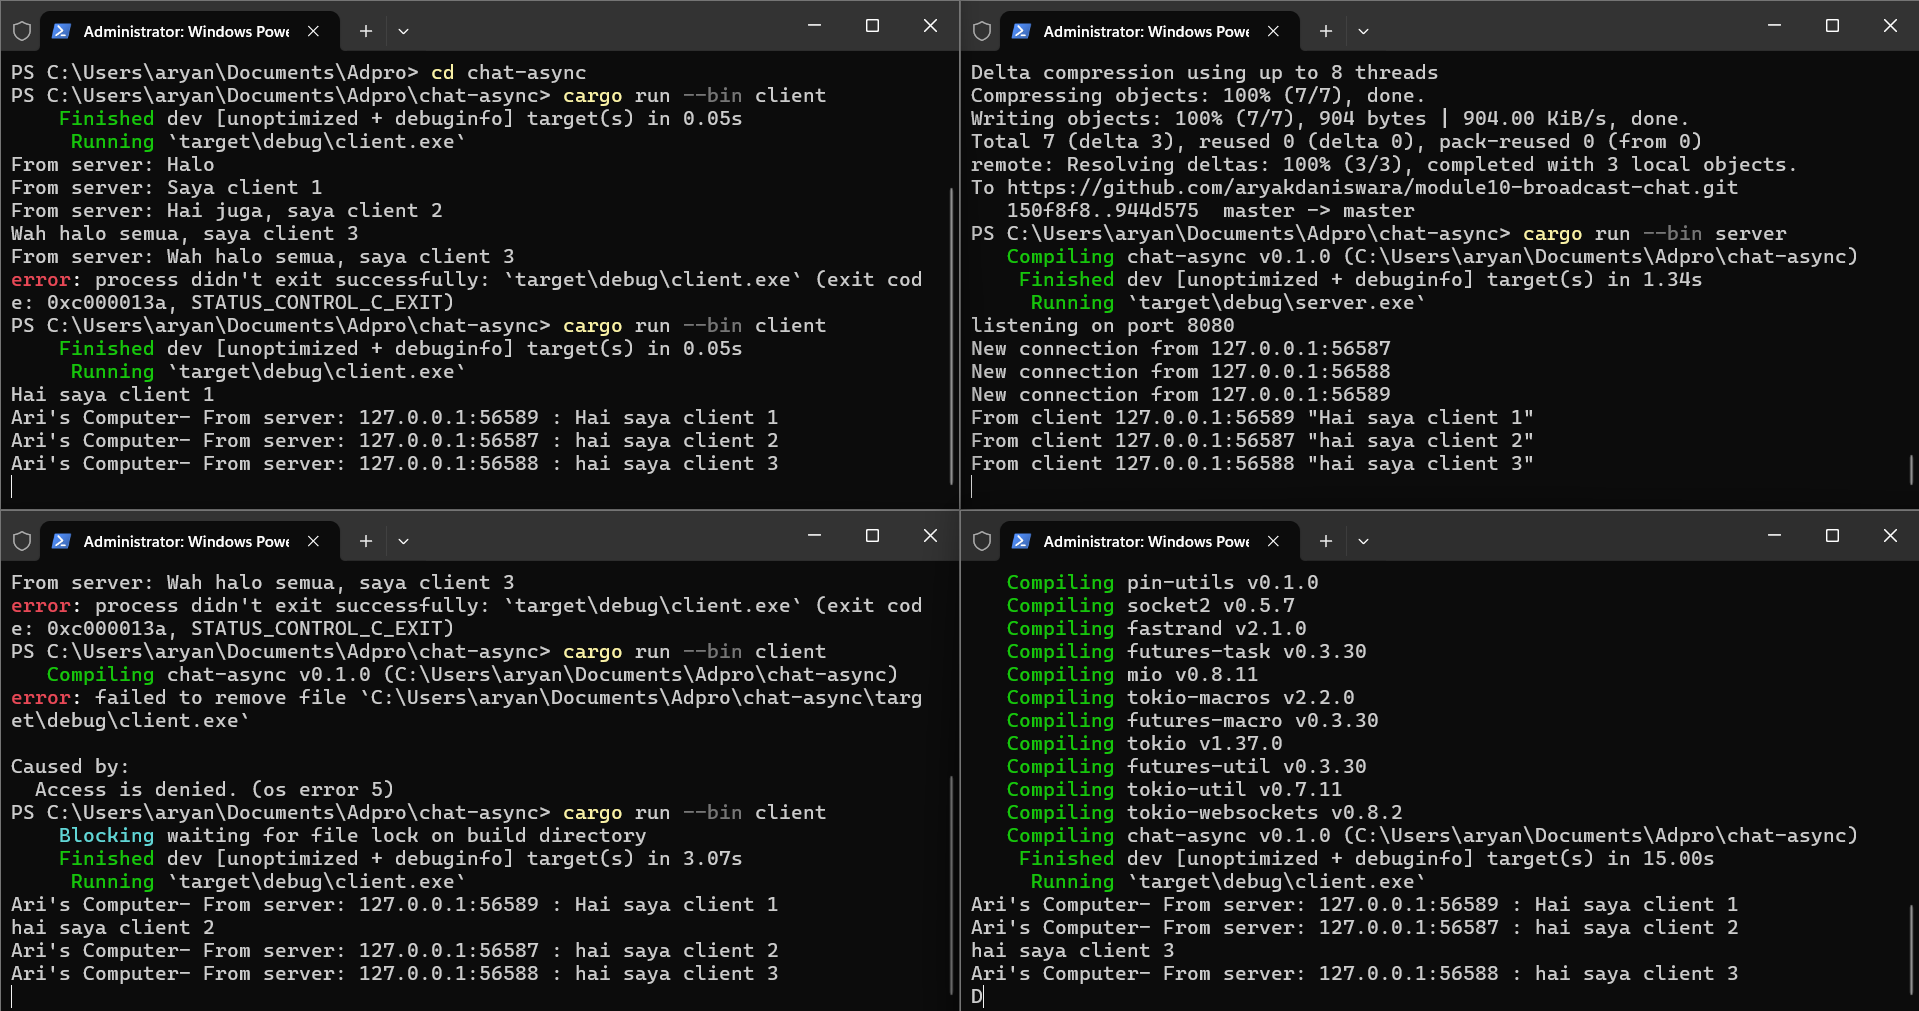 Administrator: Windows Powe
PS C:\Users\aryan\Documents\Adpro> cd chat-async
PS C:\Users\aryan\Documents\Adpro\chat-async> cargo run --bin client
Finished dev [unoptimized + debuginfo] target(s) in 0.05s
Running `target\debug\client.exe`
From server: Halo
From server: Saya client 1
From server: Hai juga, saya client 2
Wah halo semua, saya client 3
From server: Wah halo semua, saya client 3
error: process didn't exit successfully: `target\debug\client.exe` (exit cod
e: 0xc000013a, STATUS_CONTROL_C_EXIT)
PS C:\Users\aryan\Documents\Adpro\chat-async> cargo run --bin client
Finished dev [unoptimized + debuginfo] target(s) in 0.05s
Running `target\debug\client.exe`
Hai saya client 1
Ari's Computer- From server: 127.0.0.1:56589 : Hai saya client 1
Ari's Computer- From server: 127.0.0.1:56587 : hai saya client 2
Ari's Computer- From server: 127.0.0.1:56588 : hai saya client 3
Administrator: Windows Powe
Delta compression using up to 8 threads
Compressing objects: 100% (7/7), done.
Writing objects: 100% (7/7), 904 bytes | 904.00 KiB/s, done.
Total 7 (delta 3), reused 0 (delta 0), pack-reused 0 (from 0)
remote: Resolving deltas: 100% (3/3), completed with 3 local objects.
To https://github.com/aryakdaniswara/module10-broadcast-chat.git
150f8f8..944d575  master -> master
PS C:\Users\aryan\Documents\Adpro\chat-async> cargo run --bin server
Compiling chat-async v0.1.0 (C:\Users\aryan\Documents\Adpro\chat-async)
Finished dev [unoptimized + debuginfo] target(s) in 1.34s
Running `target\debug\server.exe`
listening on port 8080
New connection from 127.0.0.1:56587
New connection from 127.0.0.1:56588
New connection from 127.0.0.1:56589
From client 127.0.0.1:56589 "Hai saya client 1"
From client 127.0.0.1:56587 "hai saya client 2"
From client 127.0.0.1:56588 "hai saya client 3"
Administrator: Windows Powe
From server: Wah halo semua, saya client 3
error: process didn't exit successfully: `target\debug\client.exe` (exit cod
e: 0xc000013a, STATUS_CONTROL_C_EXIT)
PS C:\Users\aryan\Documents\Adpro\chat-async> cargo run --bin client
Compiling chat-async v0.1.0 (C:\Users\aryan\Documents\Adpro\chat-async)
error: failed to remove file `C:\Users\aryan\Documents\Adpro\chat-async\targ
et\debug\client.exe`
Caused by:
Access is denied. (os error 5)
PS C:\Users\aryan\Documents\Adpro\chat-async> cargo run --bin client
Blocking waiting for file lock on build directory
Finished dev [unoptimized + debuginfo] target(s) in 3.07s
Running `target\debug\client.exe`
Ari's Computer- From server: 127.0.0.1:56589 : Hai saya client 1
hai saya client 2
Ari's Computer- From server: 127.0.0.1:56587 : hai saya client 2
Ari's Computer- From server: 127.0.0.1:56588 : hai saya client 3
Administrator: Windows Powe
Compiling pin-utils v0.1.0
Compiling socket2 v0.5.7
Compiling fastrand v2.1.0
Compiling futures-task v0.3.30
Compiling mio v0.8.11
Compiling tokio-macros v2.2.0
Compiling futures-macro v0.3.30
Compiling tokio v1.37.0
Compiling futures-util v0.3.30
Compiling tokio-util v0.7.11
Compiling tokio-websockets v0.8.2
Compiling chat-async v0.1.0 (C:\Users\aryan\Documents\Adpro\chat-async)
Finished dev [unoptimized + debuginfo] target(s) in 15.00s
Running `target\debug\client.exe`
Ari's Computer- From server: 127.0.0.1:56589 : Hai saya client 1
Ari's Computer- From server: 127.0.0.1:56587 : hai saya client 2
hai saya client 3
Ari's Computer- From server: 127.0.0.1:56588 : hai saya client 3
D